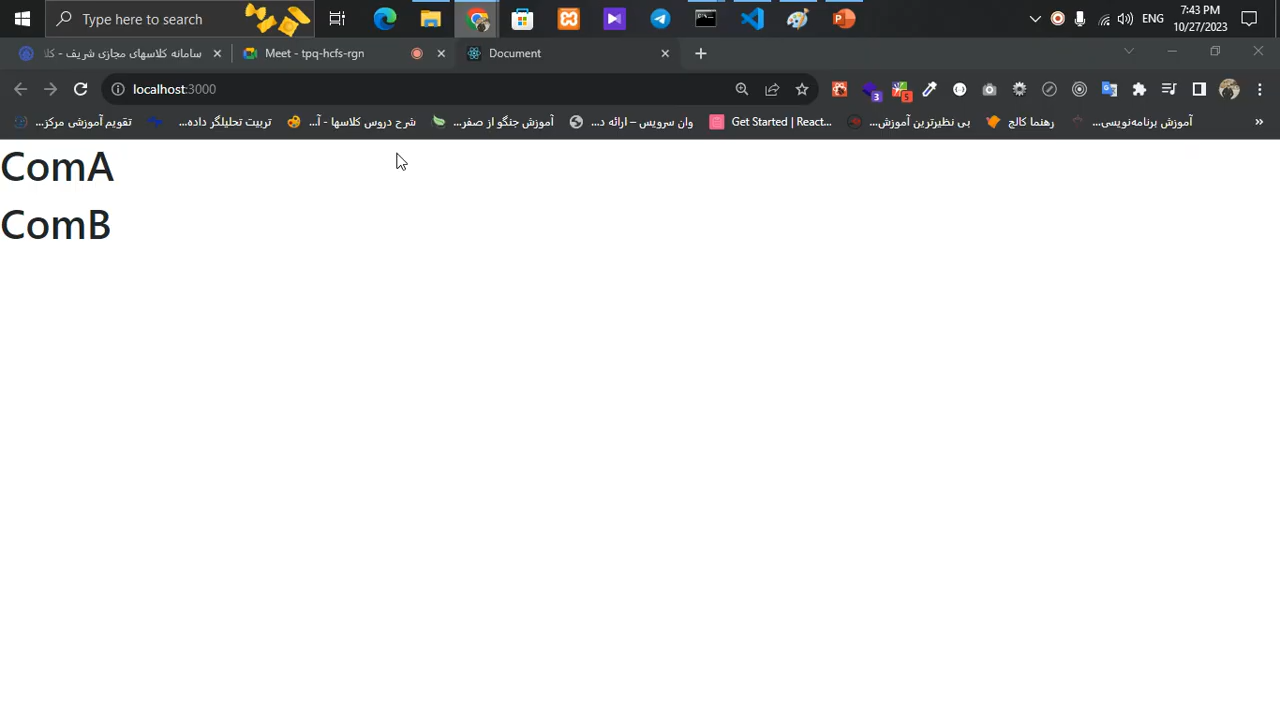 Type here to search
ENG
7:43 PM
10/27/2023
سامانه کلاسهای مجازی شریف - کلا
Meet - tpq-hcfs-rgn
Document
localhost:3000
3
5
تقویم آموزشی مرکز...
تربیت تحلیلگر داده...
شرح دروس کلاسها - آ...
آموزش جنگو از صفر...
وان سرویس – ارائه د...
Get Started | React...
بی نظیرترین آموزش...
رهنما کالج
آموزش برنامه‌نویسی...
»
ComA
ComB